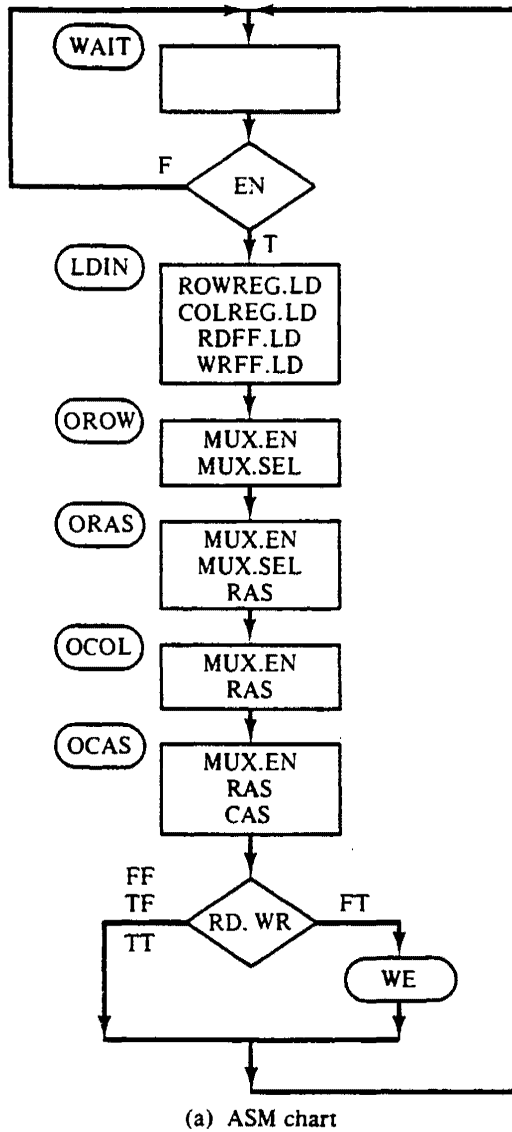 WAIT
F
EN
T
LDIN
ROWREG.LD
COLREG.LD
RDFF.LD
WRFF.LD
OROW
MUX.EN
MUX.SEL
ORAS
MUX.EN
MUX.SEL
RAS
OCOL
MUX.EN
RAS
OCAS
MUX.EN
RAS
CAS
FF
TF
TT
RD. WR
FT
WE
(a) ASM chart